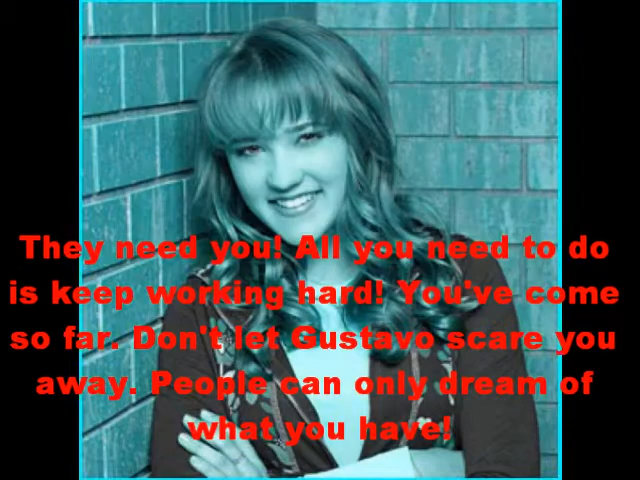 They need you! All you need to do
is keep working hard! You've come
so far. Don't let Gustavo scare you
away. People can only dream of
what you have!